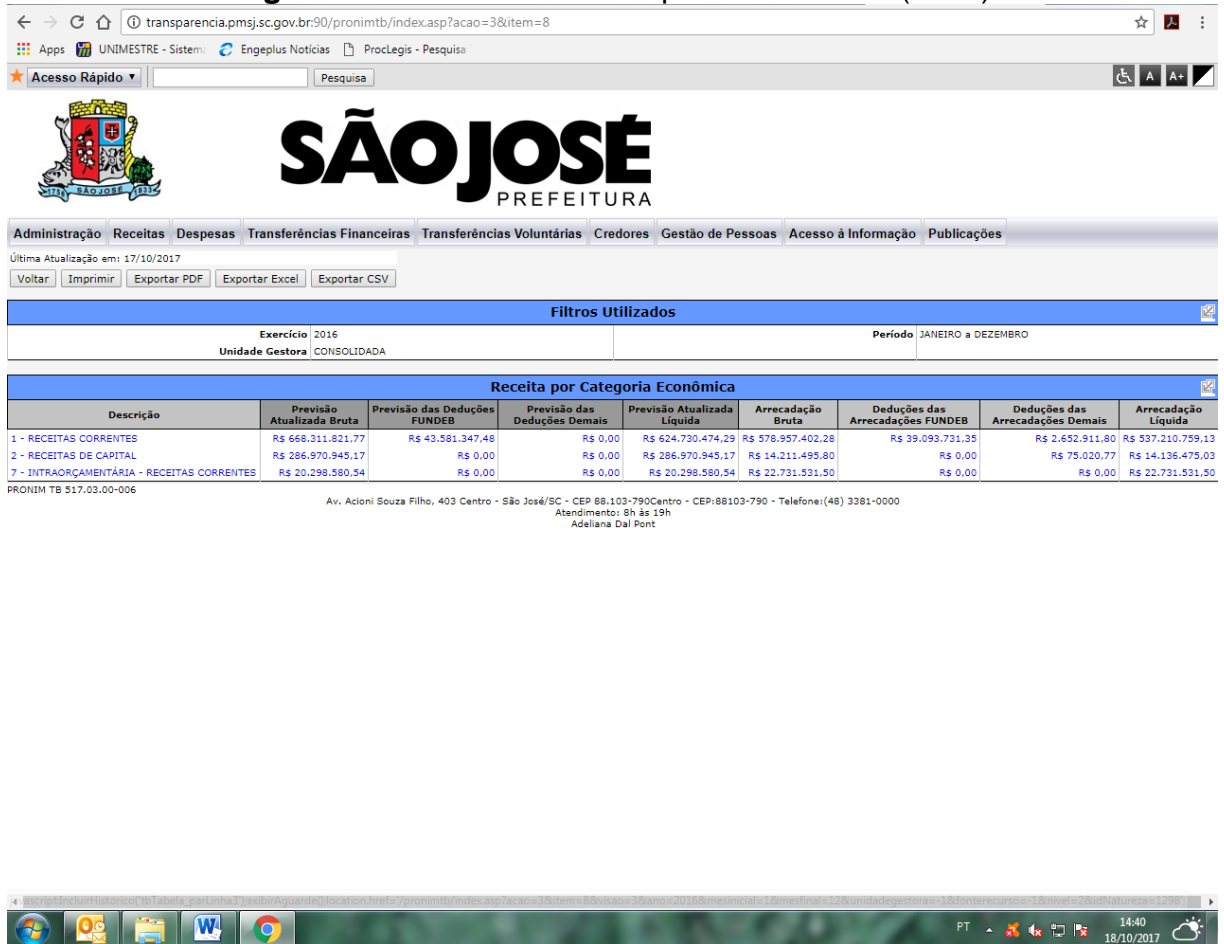 transparencia.pmsj.sc.gov.br:90/pronimtb/index.asp?acao=3&item=8
Apps UNIMESTRE - Sistema Engeplus Notícias ProcLegis - Pesquisa
Acesso Rápido ▼ Pesquisa A A+
SÃO JOSÉ
PREFEITURA
1756 SÃO JOSÉ 1833
Administração Receitas Despesas Transferências Financeiras Transferências Voluntárias Credores Gestão de Pessoas Acesso à Informação Publicações
Última Atualização em: 17/10/2017
Voltar Imprimir Exportar PDF Exportar Excel Exportar CSV
Filtros Utilizados
Exercício 2016 Período JANEIRO a DEZEMBRO
Unidade Gestora CONSOLIDADA
Receita por Categoria Econômica
Descrição Previsão Atualizada Bruta Previsão das Deduções FUNDEB Previsão das Deduções Demais Previsão Atualizada Líquida Arrecadação Bruta Deduções das Arrecadações FUNDEB Deduções das Arrecadações Demais Arrecadação Líquida
1 - RECEITAS CORRENTES R$ 668.311.821,77 R$ 43.581.347,48 R$ 0,00 R$ 624.730.474,29 R$ 578.957.402,28 R$ 39.093.731,35 R$ 2.652.911,80 R$ 537.210.759,13
2 - RECEITAS DE CAPITAL R$ 286.970.945,17 R$ 0,00 R$ 0,00 R$ 286.970.945,17 R$ 14.211.495,80 R$ 0,00 R$ 75.020,77 R$ 14.136.475,03
7 - INTRAORÇAMENTÁRIA - RECEITAS CORRENTES R$ 20.298.580,54 R$ 0,00 R$ 0,00 R$ 20.298.580,54 R$ 22.731.531,50 R$ 0,00 R$ 0,00 R$ 22.731.531,50
PRONIM TB 517.03.00-006
Av. Acioni Souza Filho, 403 Centro - São José/SC - CEP 88.103-790Centro - CEP:88103-790 - Telefone:(48) 3381-0000
Atendimento: 8h às 19h
Adeliana Dal Pont
PT 14:40
18/10/2017